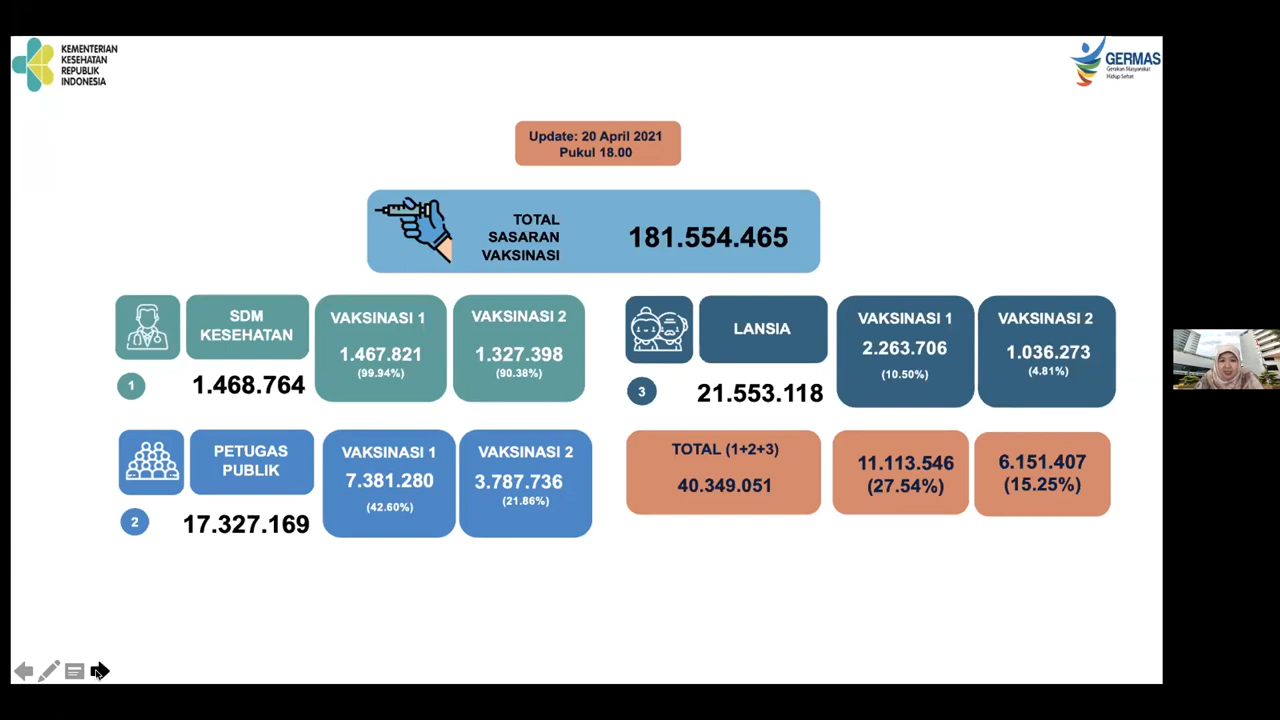 KEMENTERIAN
KESEHATAN
REPUBLIK
INDONESIA
GERMAS
Gerakan Masyarakat
Hidup Sehat
Update: 20 April 2021
Pukul 18.00
TOTAL
SASARAN
VAKSINASI
181.554.465
SDM
KESEHATAN
1
1.468.764
VAKSINASI 1
1.467.821
(99.94%)
VAKSINASI 2
1.327.398
(90.38%)
PETUGAS
PUBLIK
2
17.327.169
VAKSINASI 1
7.381.280
(42.60%)
VAKSINASI 2
3.787.736
(21.86%)
LANSIA
3
21.553.118
VAKSINASI 1
2.263.706
(10.50%)
VAKSINASI 2
1.036.273
(4.81%)
TOTAL (1+2+3)
40.349.051
11.113.546
(27.54%)
6.151.407
(15.25%)